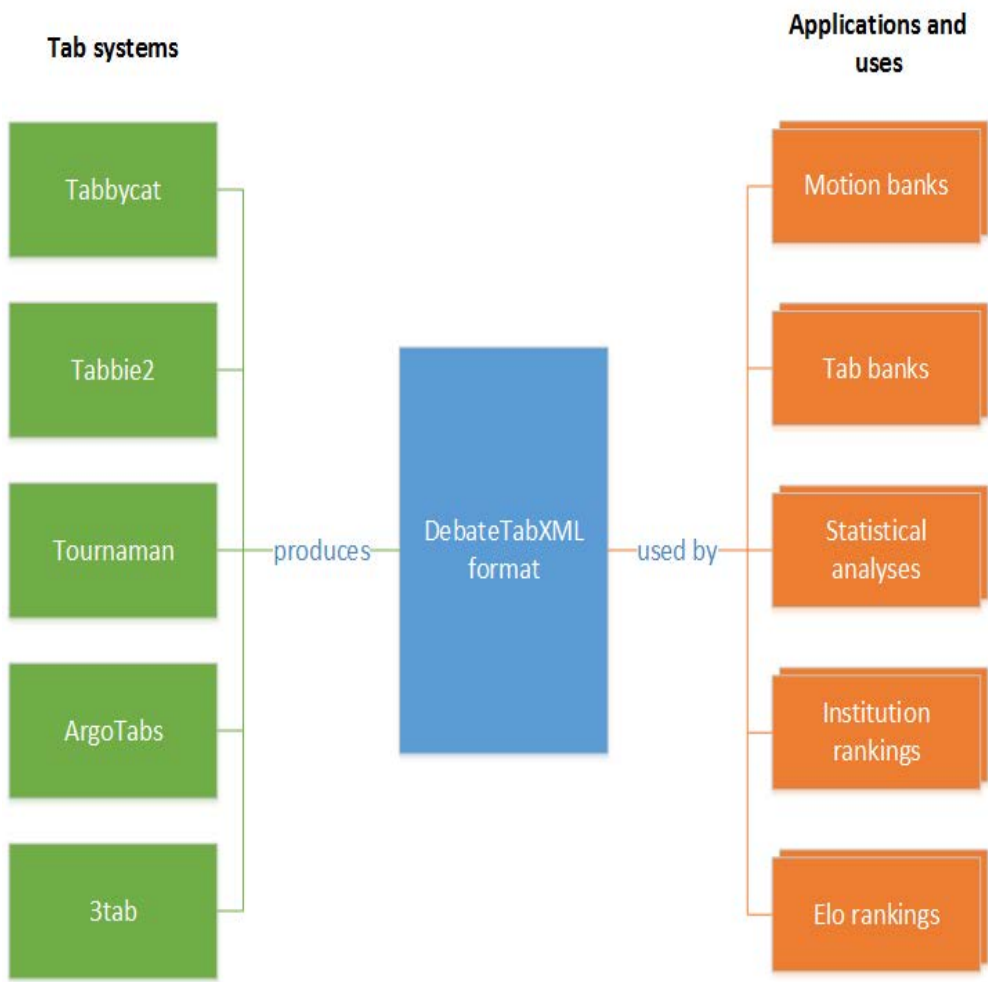 Tab systems
Applications and
uses
Tabbycat
Tabbie2
Tournaman
ArgoTabs
3tab
produces
DebateTabXML
format
used by
Motion banks
Tab banks
Statistical
analyses
Institution
rankings
Elo rankings